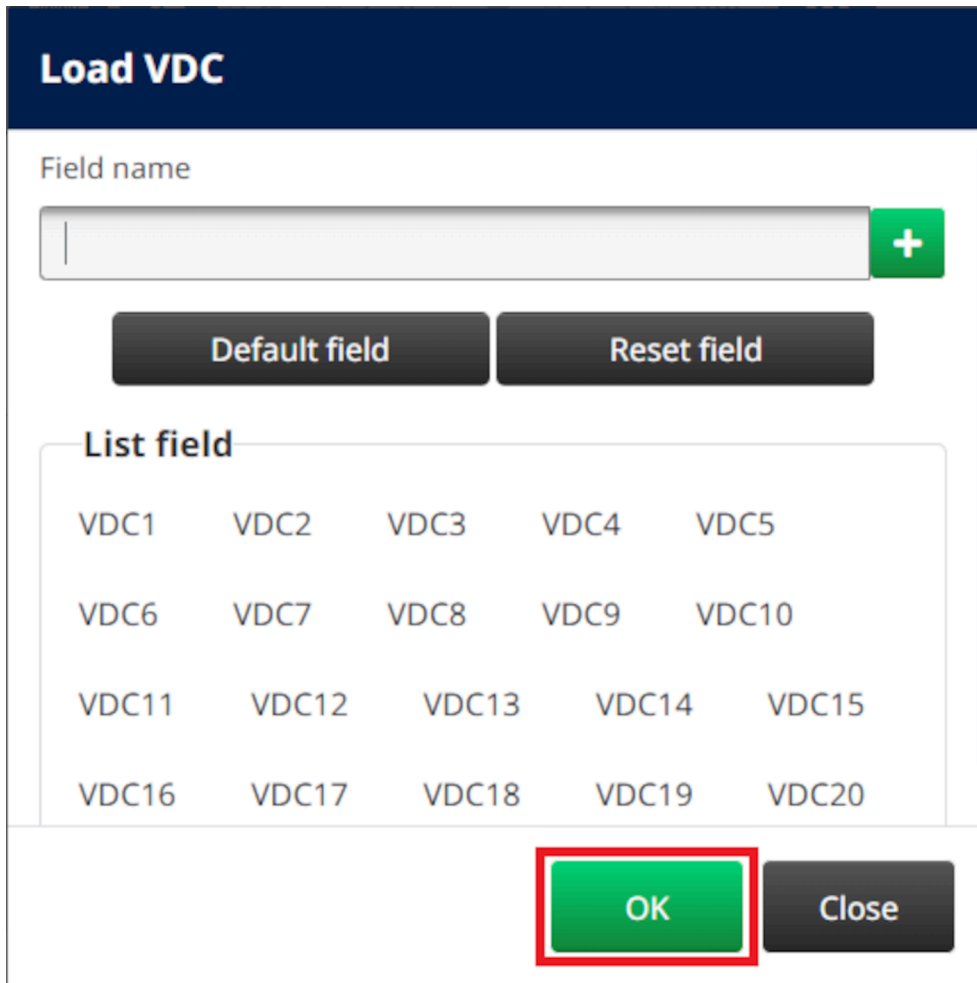 Load VDC
Field name
+
Default field Reset field
List field
VDC1 VDC2 VDC3 VDC4 VDC5
VDC6 VDC7 VDC8 VDC9 VDC10
VDC11 VDC12 VDC13 VDC14 VDC15
VDC16 VDC17 VDC18 VDC19 VDC20
OK Close